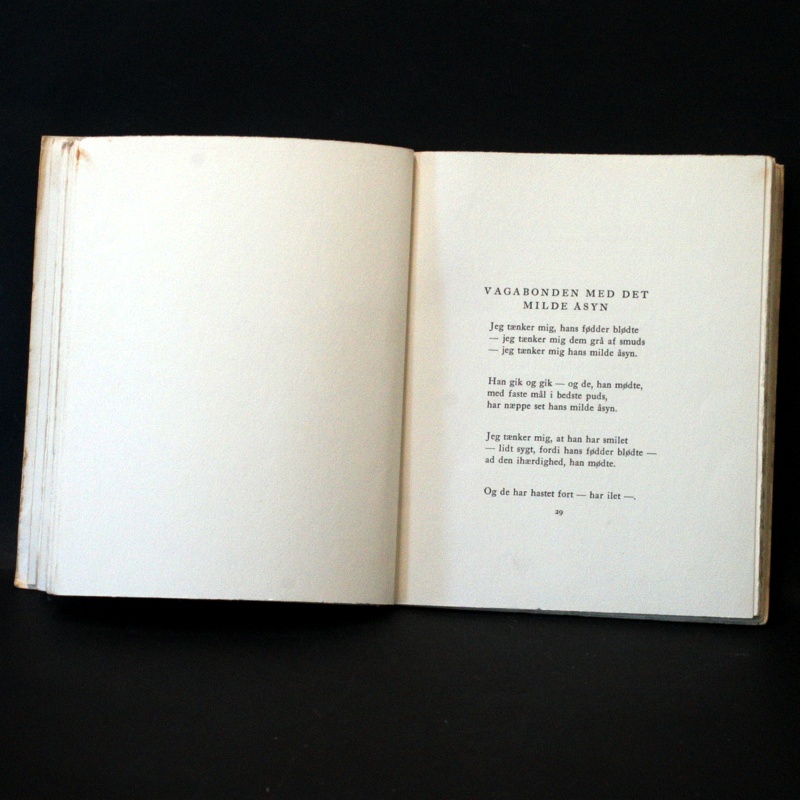 VAGABONDEN MED DET
MILDE ÅSYN
Jeg tænker mig, hans fødder blødte
— jeg tænker mig dem grå af smuds
— jeg tænker mig hans milde åsyn.
Han gik og gik — og de, han mødte,
med faste mål i bedste puds,
har næppe set hans milde åsyn.
Jeg tænker mig, at han har smilet
— lidt sygt, fordi hans fødder blødte —
ad den ihærdighed, han mødte.
Og de har hastet fort — har ilet —.
29